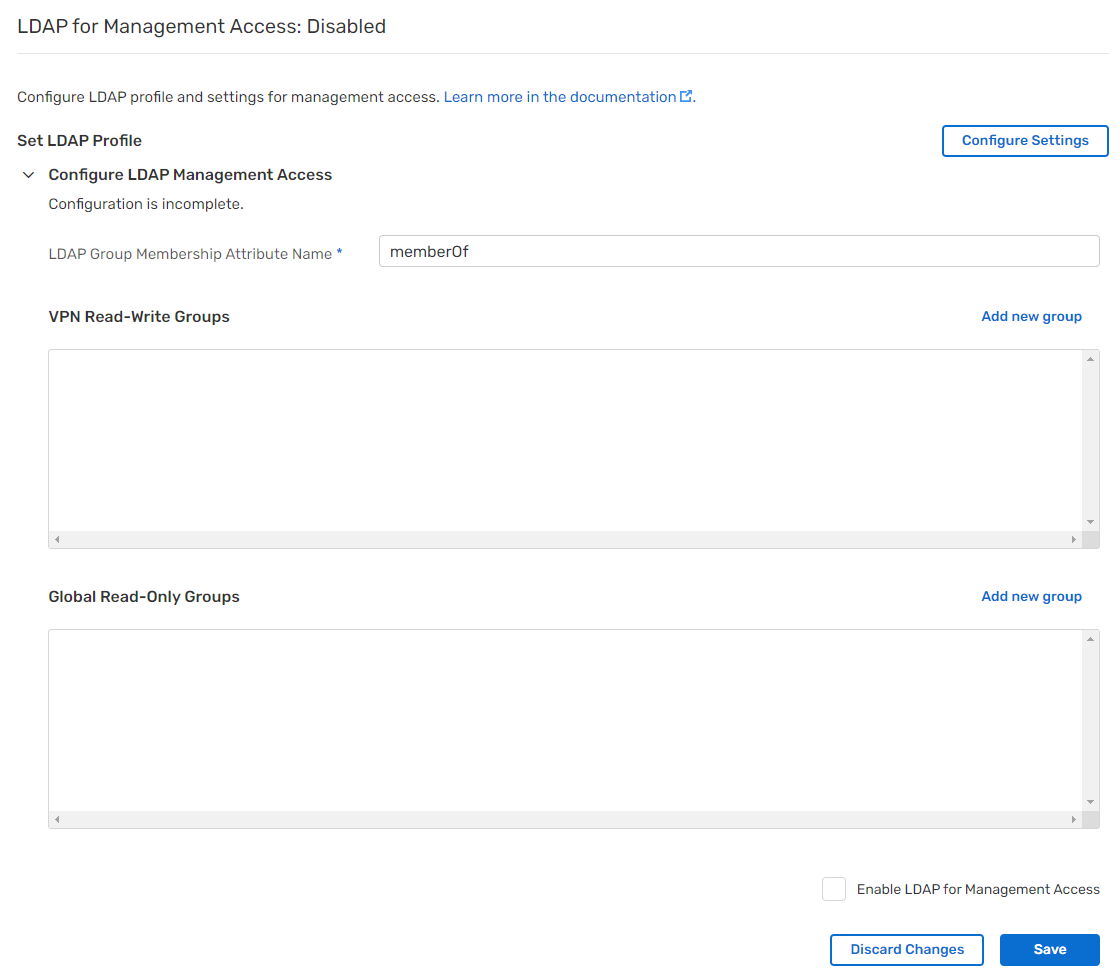 LDAP for Management Access: Disabled
Configure LDAP profile and settings for management access. Learn more in the documentation.
Set LDAP Profile
Configure Settings
Configure LDAP Management Access
Configuration is incomplete.
LDAP Group Membership Attribute Name *
memberOf
VPN Read-Write Groups
Add new group
Global Read-Only Groups
Add new group
Enable LDAP for Management Access
Discard Changes
Save